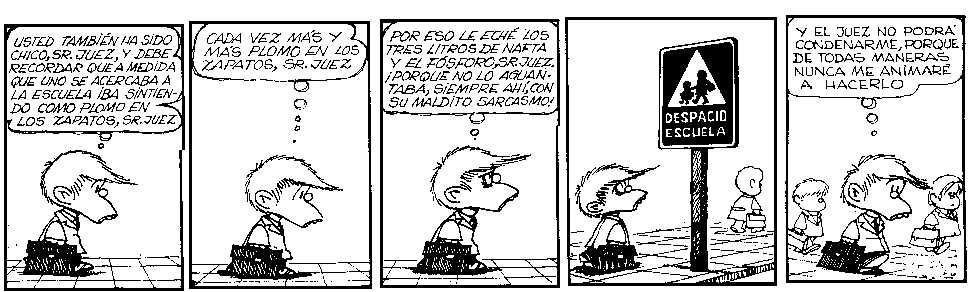 USTED TAMBIÉN HA SIDO
CHICO, SR. JUEZ, Y DEBE
RECORDAR QUE A MEDIDA
QUE UNO SE ACERCABA A
LA ESCUELA IBA SINTIEN-
DO COMO PLOMO EN
LOS ZAPATOS, SR. JUEZ
CADA VEZ MÁS Y
MÁS PLOMO EN LOS
ZAPATOS, SR. JUEZ
POR ESO LE ECHÉ LOS
TRES LITROS DE NAFTA
Y EL FÓSFORO, SR. JUEZ.
¡PORQUE NO LO AGUAN-
TABA, SIEMPRE AHÍ, CON
SU MALDITO SARCASMO!
DESPACIO
ESCUELA
Y EL JUEZ NO PODRÁ
CONDENARME, PORQUE
DE TODAS MANERAS
NUNCA ME ANIMARÉ
A HACERLO